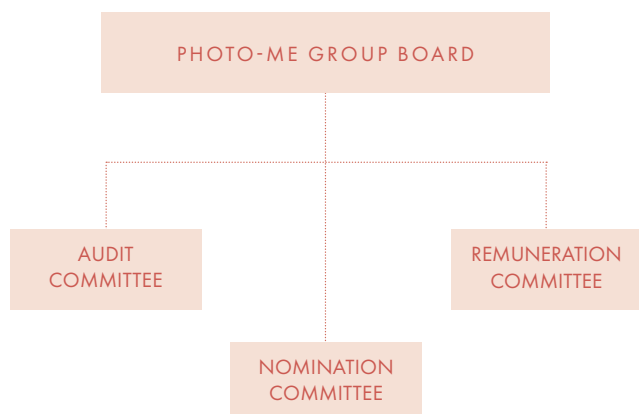 PHOTO-ME GROUP BOARD
AUDIT
COMMITTEE
REMUNERATION
COMMITTEE
NOMINATION
COMMITTEE